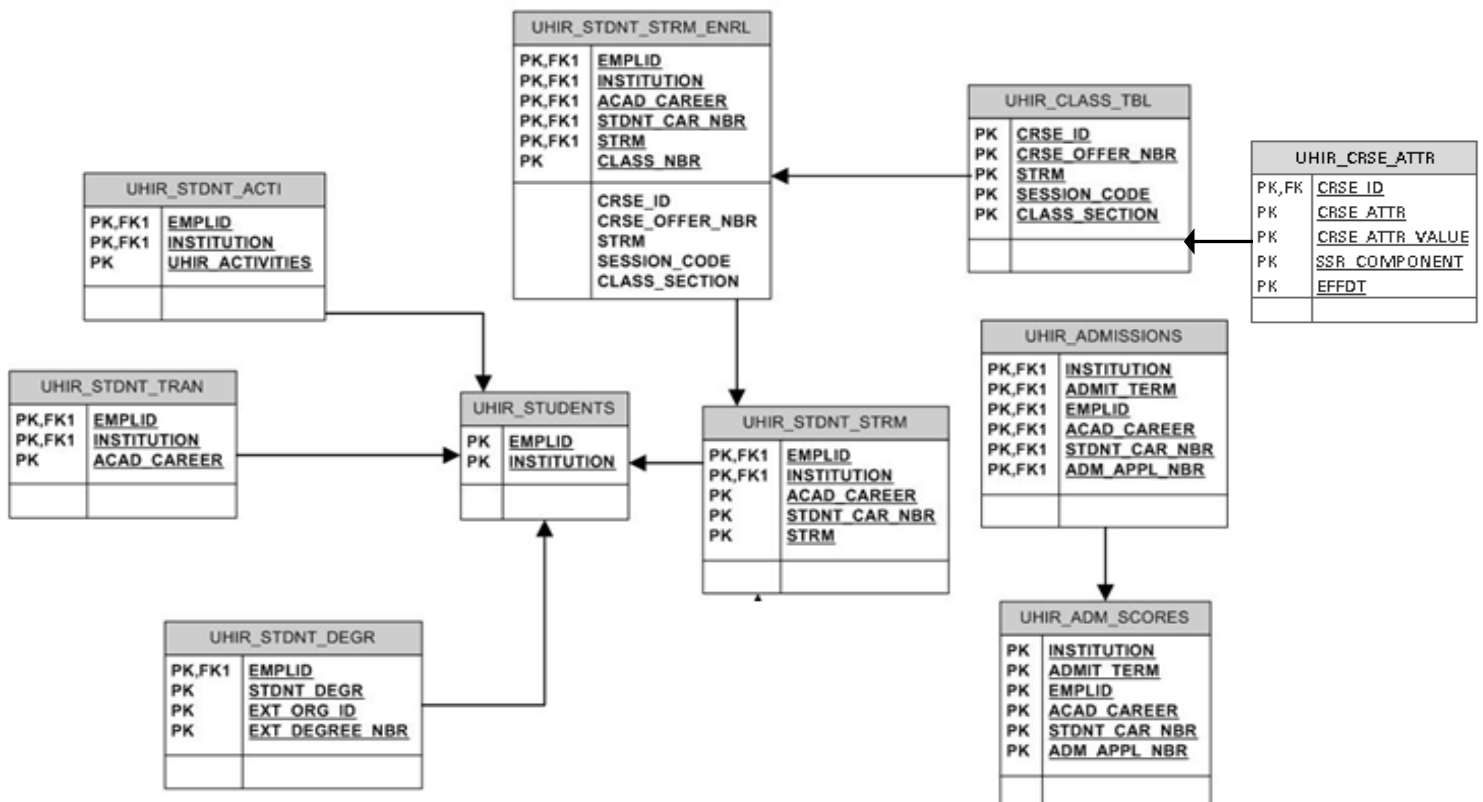 UHIR_STDNT_STRM_ENRL
PK,FK1 EMPLID
PK,FK1 INSTITUTION
PK,FK1 ACAD_CAREER
PK,FK1 STDNT_CAR_NBR
PK,FK1 STRM
PK CLASS_NBR
CRSE_ID
CRSE_OFFER_NBR
STRM
SESSION_CODE
CLASS_SECTION
UHIR_CLASS_TBL
PK CRSE_ID
PK CRSE_OFFER_NBR
PK STRM
PK SESSION_CODE
PK CLASS_SECTION
UHIR_CRSE_ATTR
PK,FK CRSE_ID
PK CRSE_ATTR
PK CRSE_ATTR_VALUE
PK SSR_COMPONENT
PK EFFDT
UHIR_STDNT_ACTI
PK,FK1 EMPLID
PK,FK1 INSTITUTION
PK UHIR_ACTIVITIES
UHIR_STDNT_TRAN
PK,FK1 EMPLID
PK,FK1 INSTITUTION
PK ACAD_CAREER
UHIR_STUDENTS
PK EMPLID
PK INSTITUTION
UHIR_STDNT_STRM
PK,FK1 EMPLID
PK,FK1 INSTITUTION
PK ACAD_CAREER
PK STDNT_CAR_NBR
PK STRM
UHIR_ADMISSIONS
PK,FK1 INSTITUTION
PK,FK1 ADMIT_TERM
PK,FK1 EMPLID
PK,FK1 ACAD_CAREER
PK,FK1 STDNT_CAR_NBR
PK,FK1 ADM_APPL_NBR
UHIR_STDNT_DEGR
PK,FK1 EMPLID
PK STDNT_DEGR
PK EXT_ORG_ID
PK EXT_DEGREE_NBR
UHIR_ADM_SCORES
PK INSTITUTION
PK ADMIT_TERM
PK EMPLID
PK ACAD_CAREER
PK STDNT_CAR_NBR
PK ADM_APPL_NBR